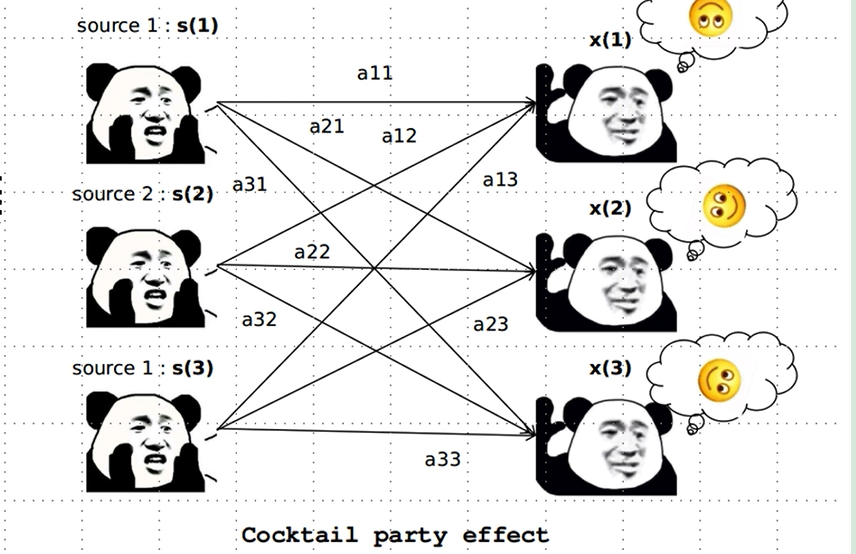 source 1 : s(1)
x(1)
a11
a21
a12
a31
a13
source 2 : s(2)
x(2)
a22
a32
a23
source 1 : s(3)
x(3)
a33
Cocktail party effect